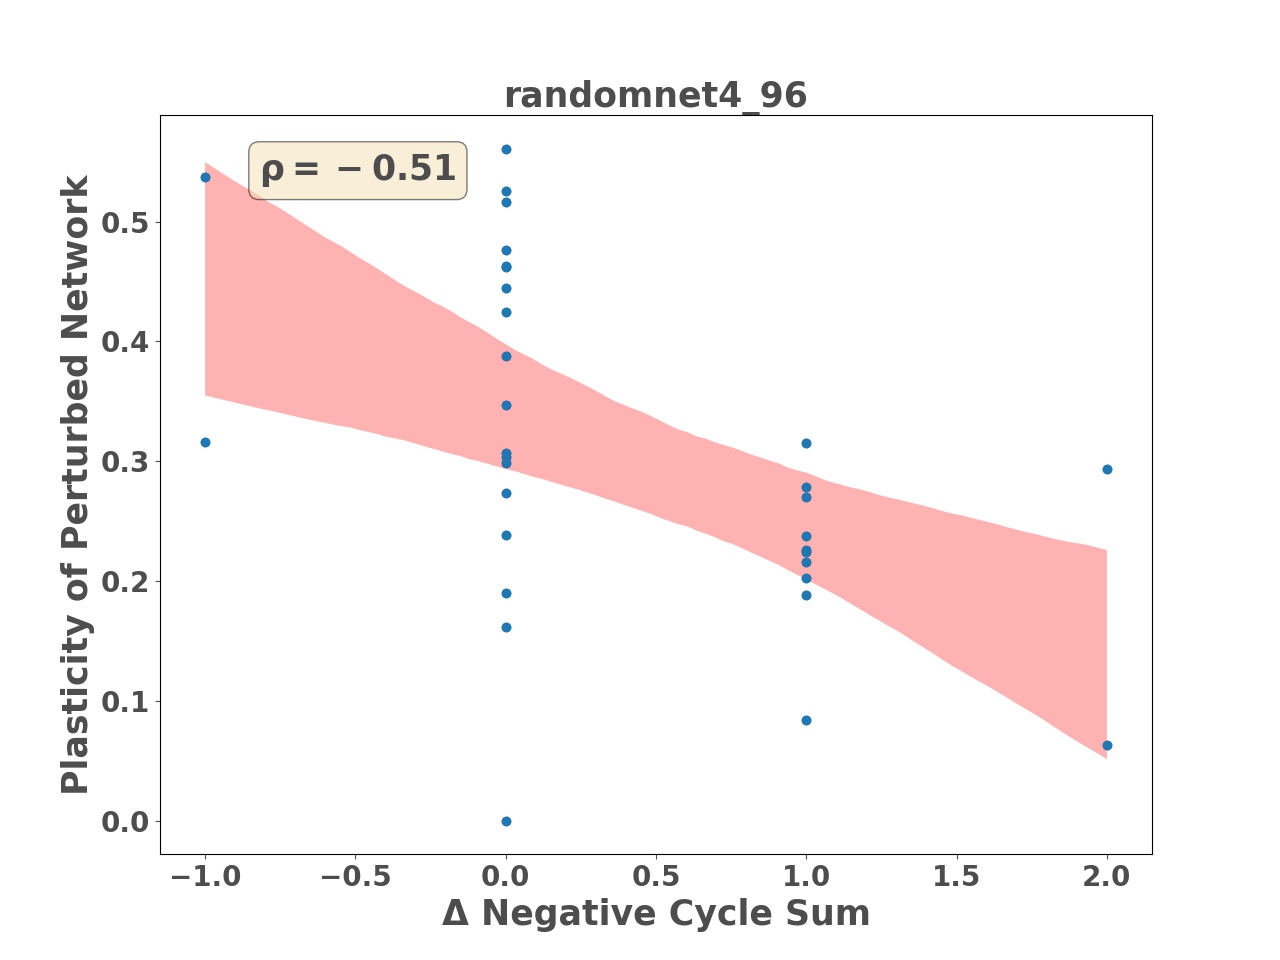 randomnet4_96
ρ = − 0.51
Plasticity of Perturbed Network
0.5
0.4
0.3
0.2
0.1
0.0
−1.0 −0.5 0.0 0.5 1.0 1.5 2.0
Δ Negative Cycle Sum